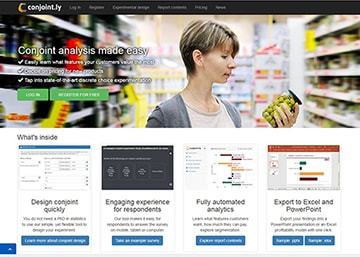 conjoint.ly
Log in Register Experimental design Report contents Pricing News
Conjoint analysis made easy
Easily learn what features your customers value the most
Decide on pricing for new products
Tap into state-of-art discrete choice experimentation
LOG IN
REGISTER FOR FREE
What's inside
Design conjoint quickly
You do not need a PhD in statistics to use our simple, yet flexible tool to design your experiment.
Learn more about conjoint design
Engaging experience for respondents
Our tool makes it easy for respondents to answer the survey, on mobile, tablet or computer
Take an example survey
Fully automated analytics
Learn what features customers want, how much they can pay, explore segmentation.
Explore report contents
Export to Excel and PowerPoint
Export your findings into a PowerPoint presentation or an Excel profitability model, with one click.
Sample .pptx
Sample .xlsx